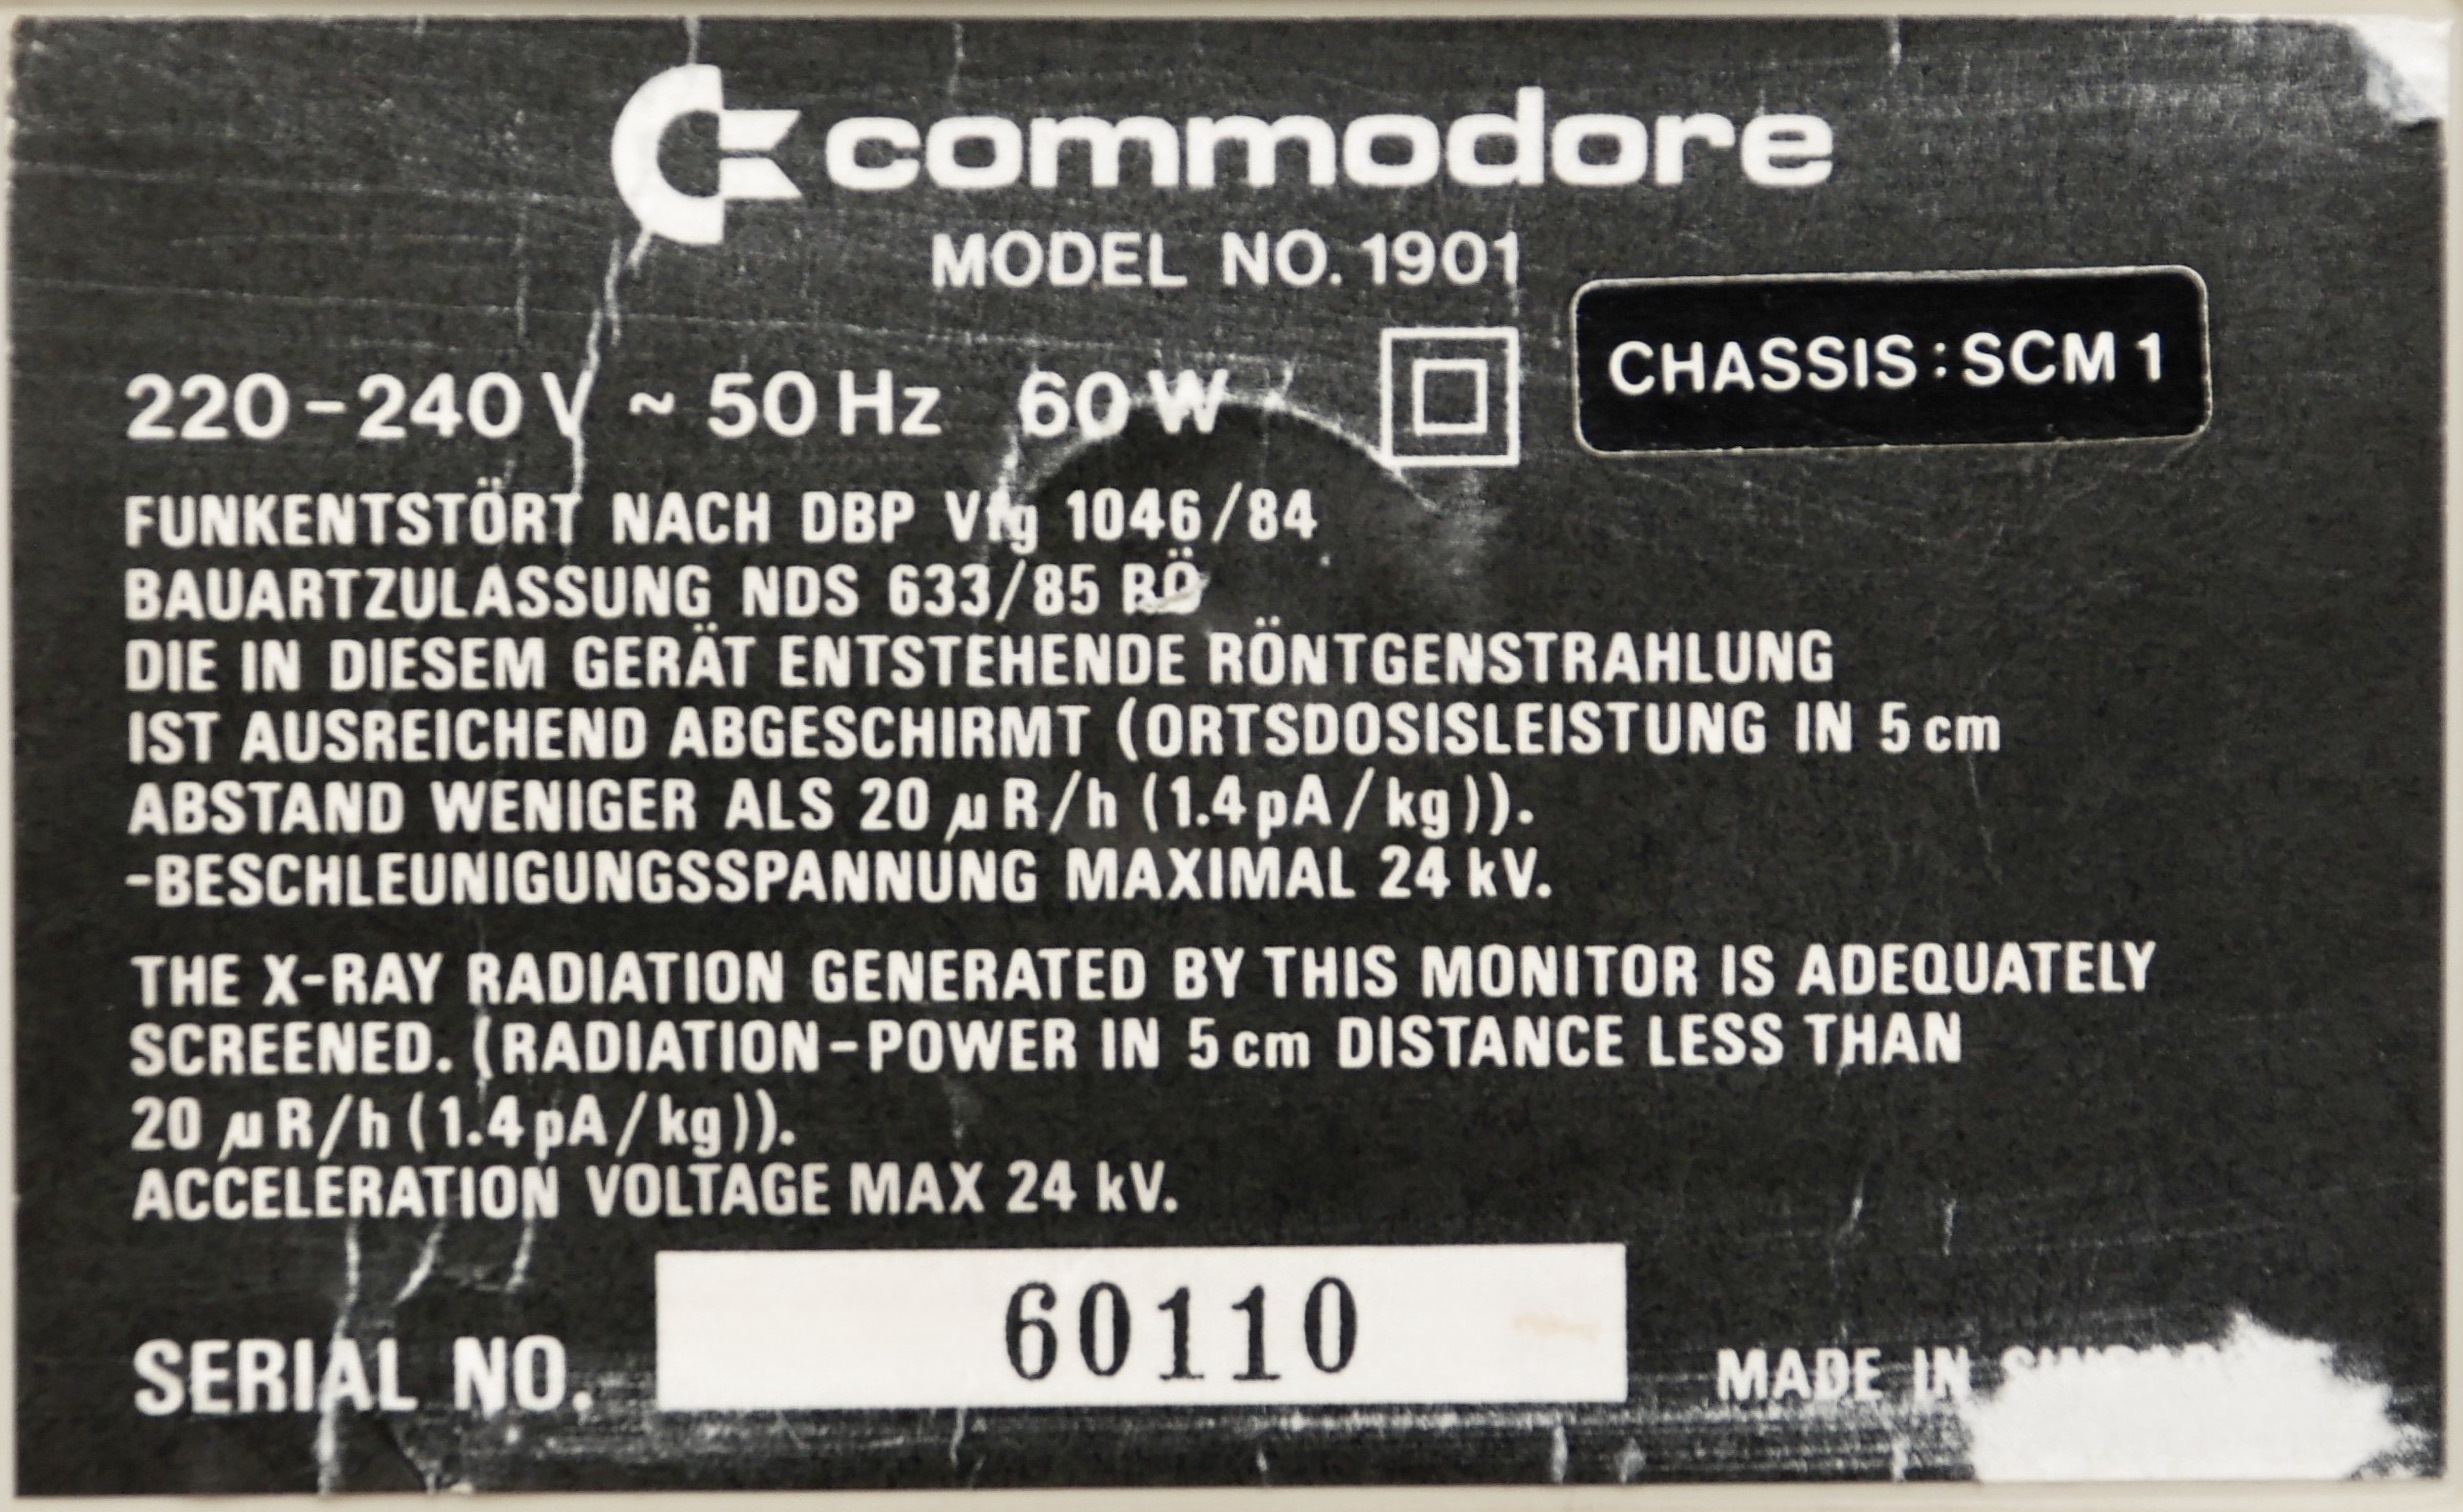 commodore
MODEL NO. 1901
CHASSIS : SCM 1
220-240 V ~ 50 Hz 60 W
FUNKENTSTÖRT NACH DBP Vfg 1046/84
BAUARTZULASSUNG NDS 633/85 RÖ
DIE IN DIESEM GERÄT ENTSTEHENDE RÖNTGENSTRAHLUNG
IST AUSREICHEND ABGESCHIRMT (ORTSDOSISLEISTUNG IN 5 cm
ABSTAND WENIGER ALS 20 µR/h (1.4 pA/kg)).
-BESCHLEUNIGUNGSSPANNUNG MAXIMAL 24 kV.
THE X-RAY RADIATION GENERATED BY THIS MONITOR IS ADEQUATELY
SCREENED. (RADIATION-POWER IN 5 cm DISTANCE LESS THAN
20 µR/h (1.4 pA/kg)).
ACCELERATION VOLTAGE MAX 24 kV.
SERIAL NO. 60110
MADE IN